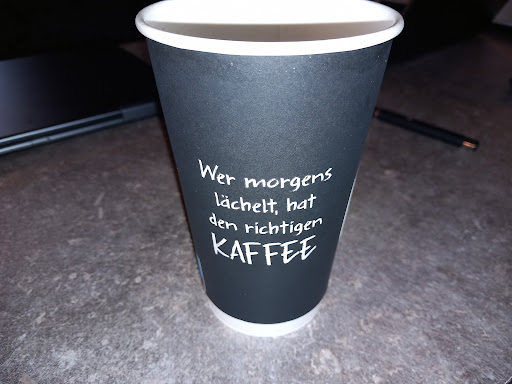 Wer morgens
lächelt, hat
den richtigen
KAFFEE